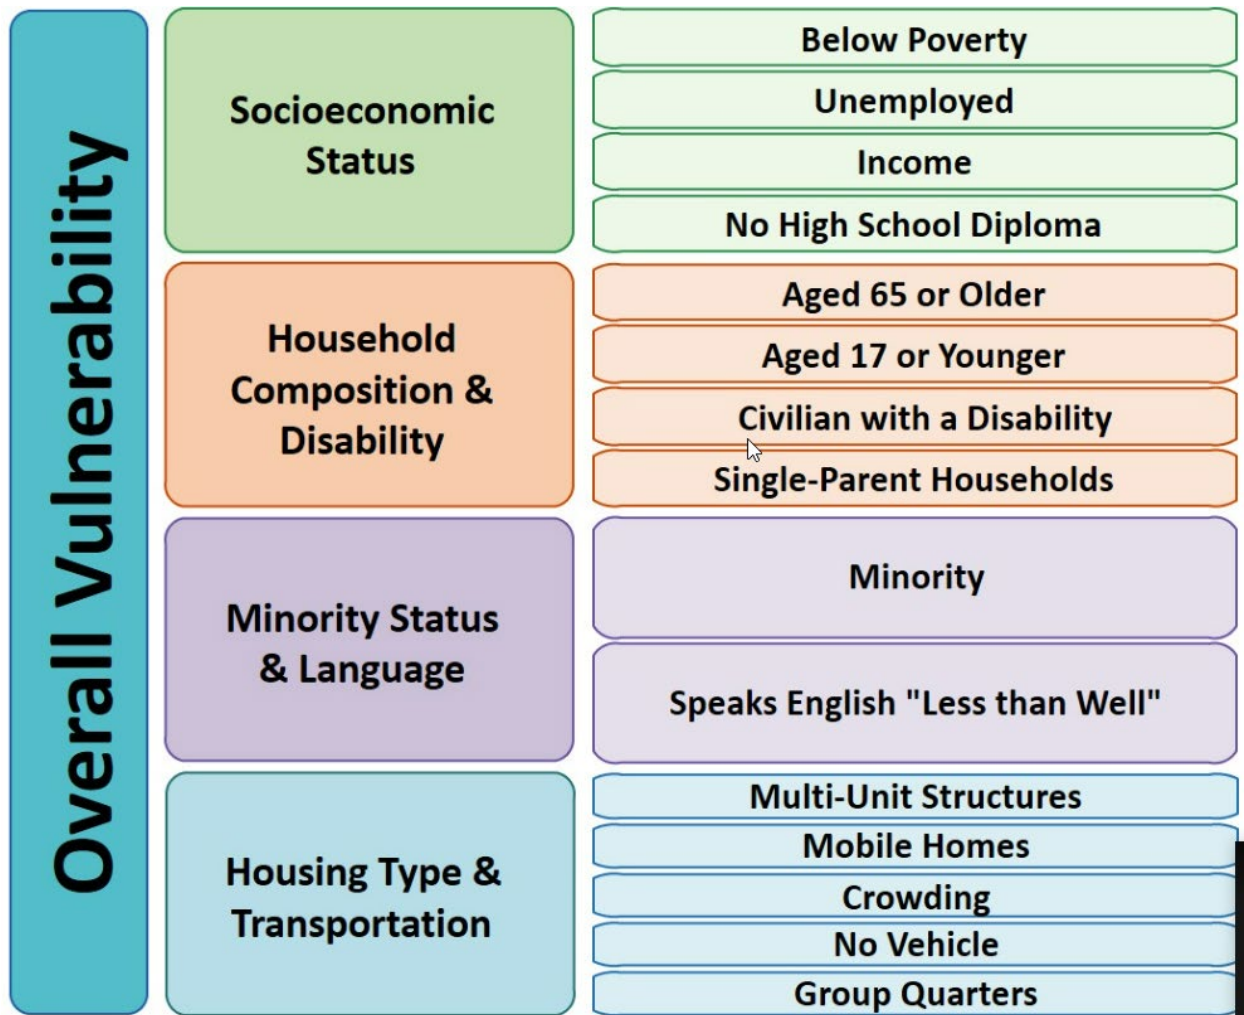 Overall Vulnerability
Socioeconomic
Status
Below Poverty
Unemployed
Income
No High School Diploma
Household
Composition &
Disability
Aged 65 or Older
Aged 17 or Younger
Civilian with a Disability
Single-Parent Households
Minority Status
& Language
Minority
Speaks English "Less than Well"
Housing Type &
Transportation
Multi-Unit Structures
Mobile Homes
Crowding
No Vehicle
Group Quarters